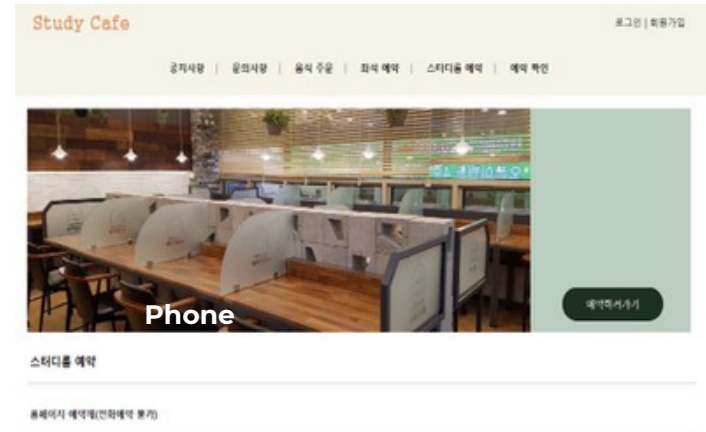 Study Cafe
로그인 | 회원가입
공지사항 | 문의사항 | 음식 주문 | 좌석 예약 | 스터디룸 예약 | 예약 확인
예약하러가기
Phone
스터디룸 예약
홈페이지 예약제(전화예약 불가)